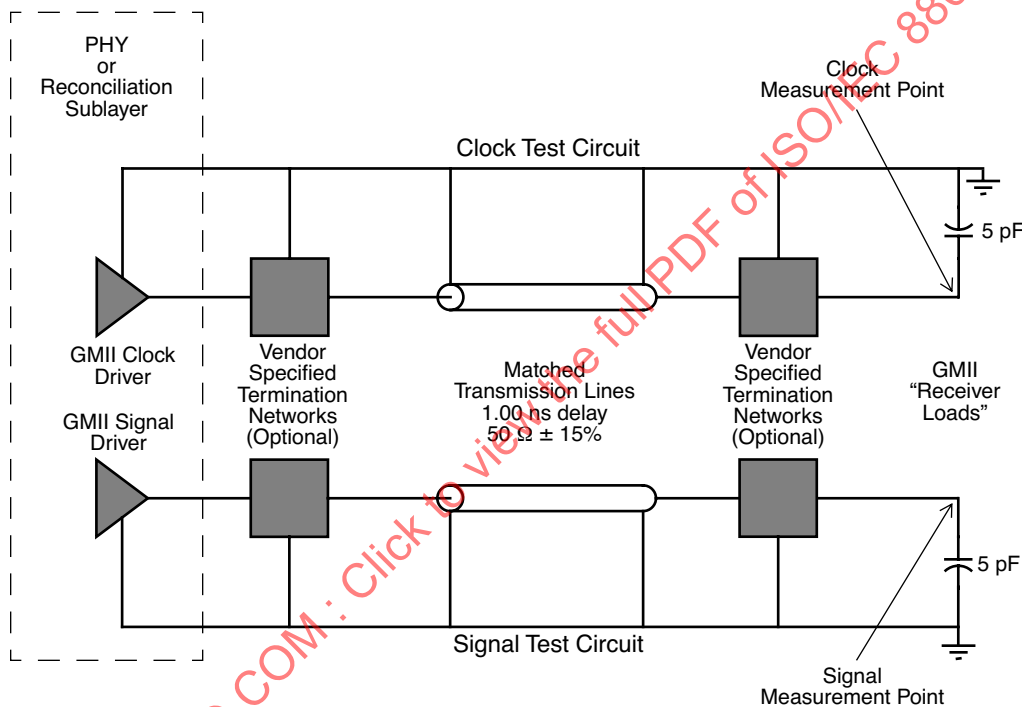 PHY
or
Reconciliation
Sublayer
Clock
Measurement Point
Clock Test Circuit
5 pF
GMII Clock
Driver
Vendor
Specified
Termination
Networks
(Optional)
Matched
Transmission Lines
1.00 ns delay
50 Ω ± 15%
Vendor
Specified
Termination
Networks
(Optional)
GMII
“Receiver
Loads”
GMII Signal
Driver
5 pF
Signal Test Circuit
Signal
Measurement Point
COM : Click to view the full PDF of ISO/IEC